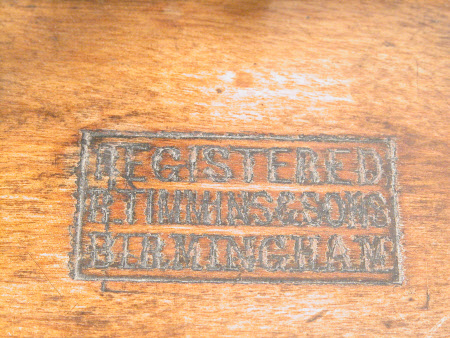 REGISTERED
R. TIMMINS & SONS
BIRMINGHAM